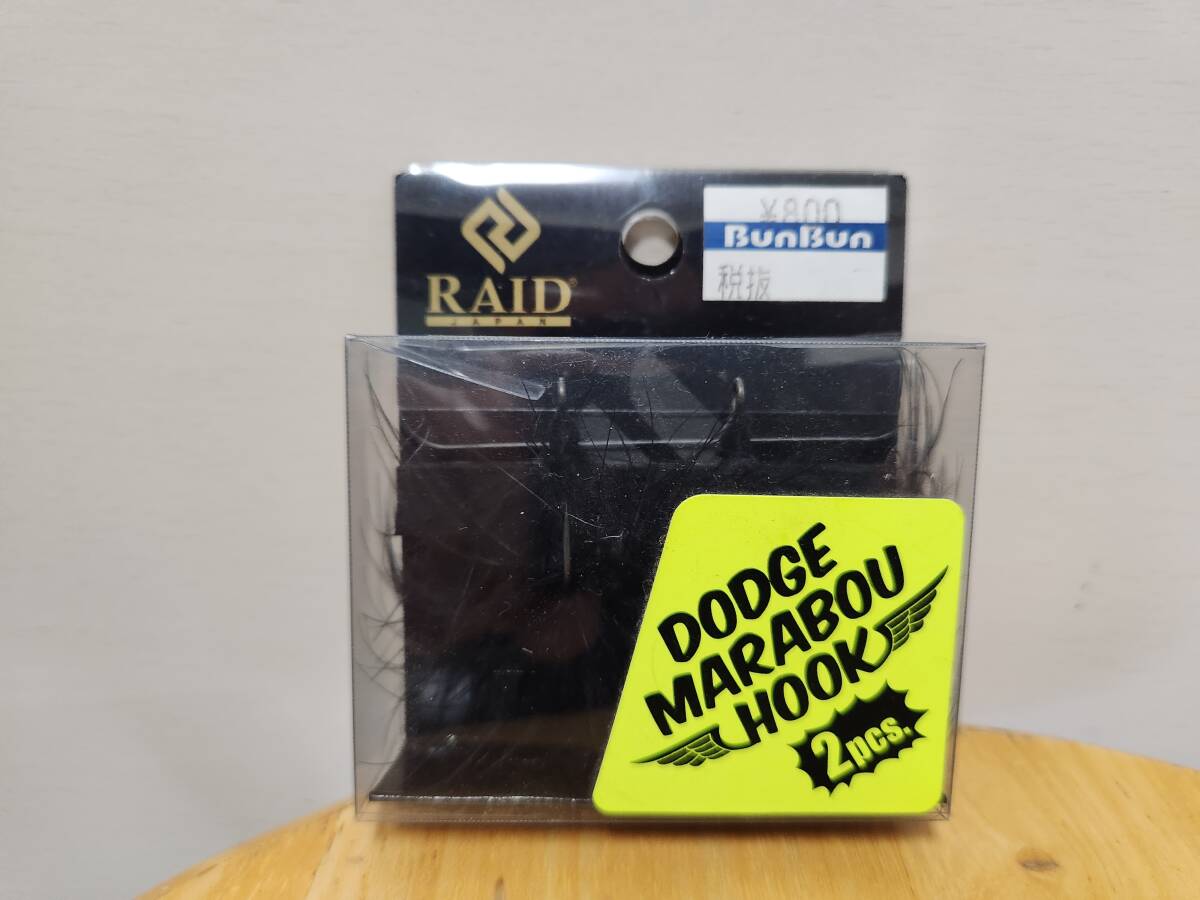 RAID®
JAPAN
¥800
BunBun
税抜
DODGE
MARABOU
HOOK
2pcs.